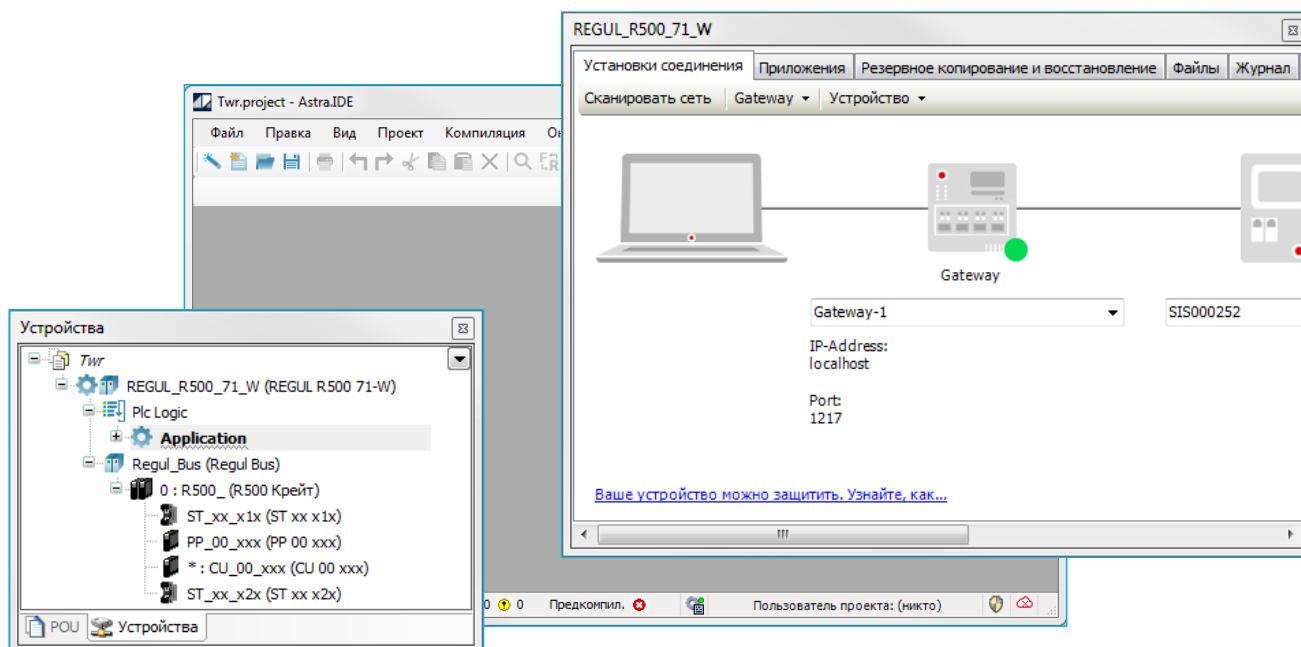 REGUL_R500_71_W
Установки соединения Приложения Резервное копирование и восстановление Файлы Журнал
Сканировать сеть Gateway Устройство
Gateway
Gateway-1 SIS000252
IP-Address:
localhost
Port:
1217
Ваше устройство можно защитить. Узнайте, как...
Twr.project - Astra.IDE
Файл Правка Вид Проект Компиляция
0 0 Предкомпил. Пользователь проекта: (никто)
Устройства
Twr
REGUL_R500_71_W (REGUL R500 71-W)
Plc Logic
Application
Regul_Bus (Regul Bus)
0 : R500_ (R500 Крейт)
ST_xx_x1x (ST xx x1x)
PP_00_xxx (PP 00 xxx)
* : CU_00_xxx (CU 00 xxx)
ST_xx_x2x (ST xx x2x)
POU Устройства